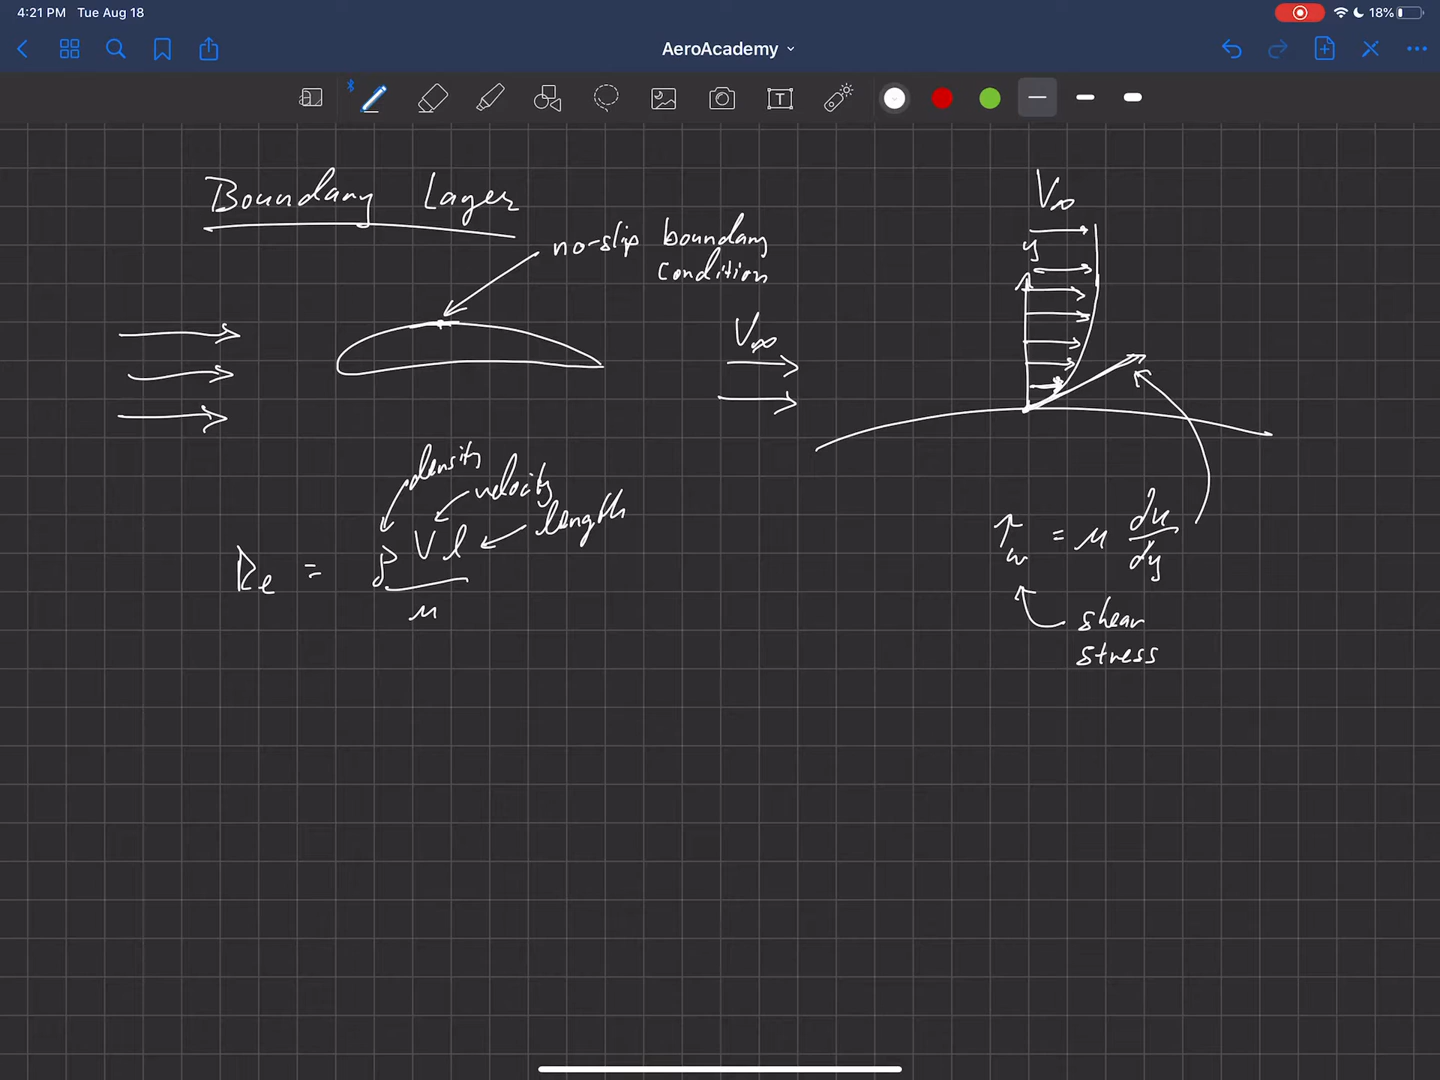 4:21 PM Tue Aug 18
18%
AeroAcademy
T
Boundary Layer
no-slip boundary
condition
V∞
V∞
y
density
velocity
length
Re = ρVl/μ
τw = μ du/dy
shear
stress